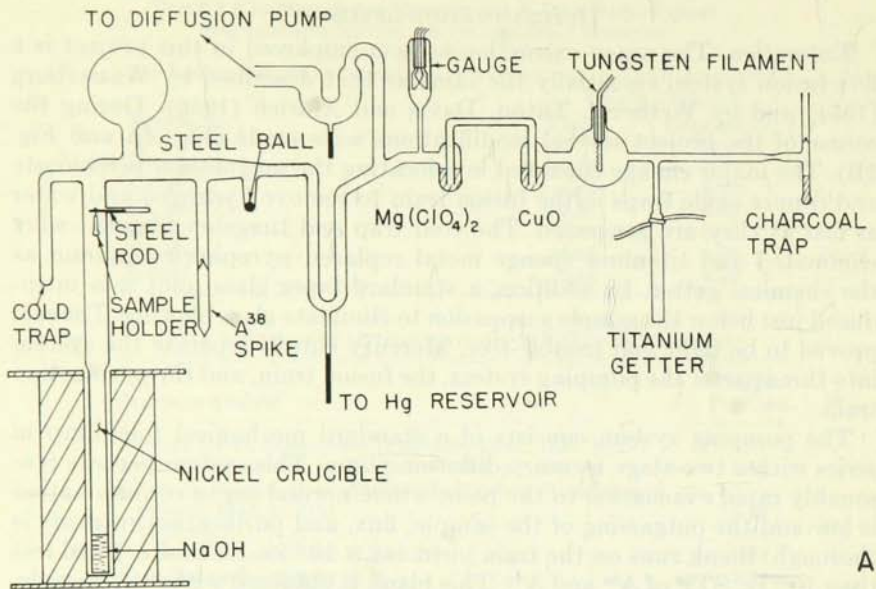 TO DIFFUSION PUMP
GAUGE
TUNGSTEN FILAMENT
STEEL BALL
Mg(ClO₄)₂
CuO
CHARCOAL
TRAP
STEEL
ROD
COLD
TRAP
SAMPLE
HOLDER
A³⁸
SPIKE
TITANIUM
GETTER
TO Hg RESERVOIR
NICKEL CRUCIBLE
NaOH
A